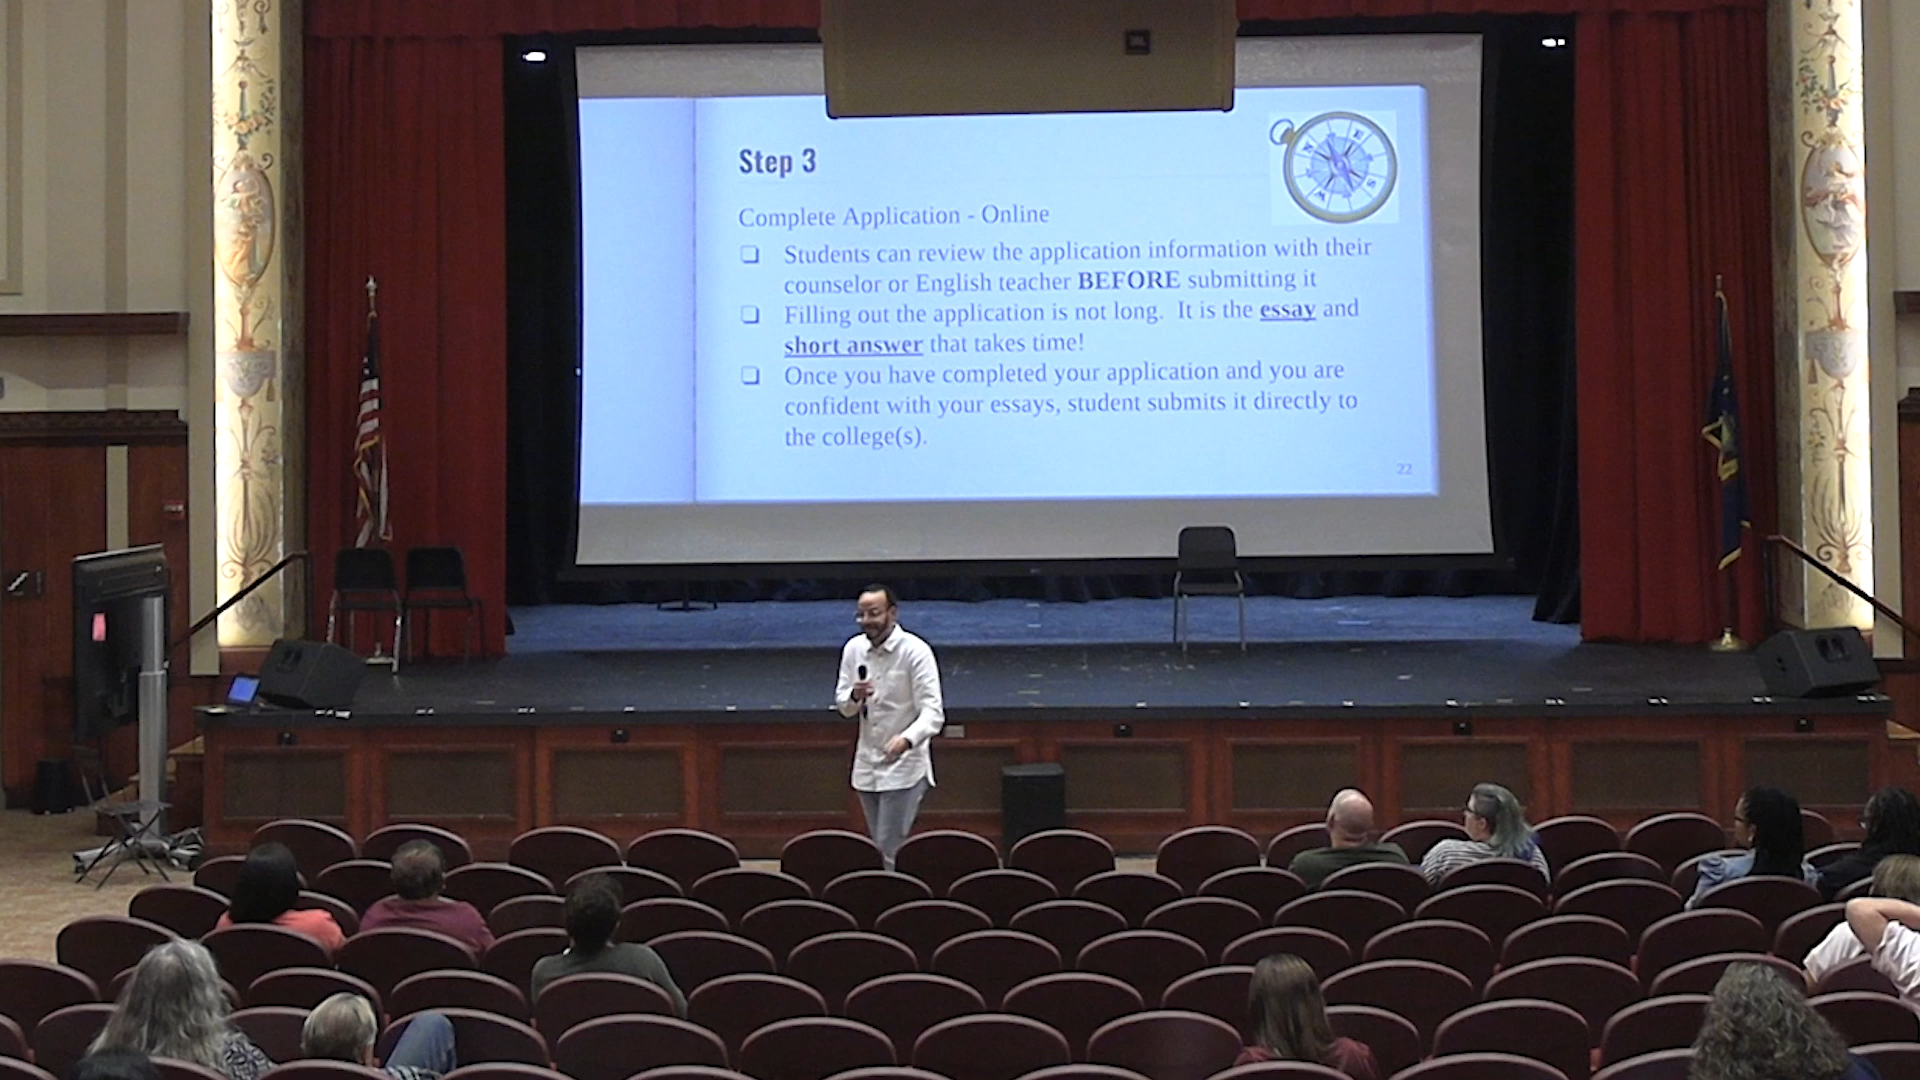 Step 3
Complete Application - Online
❏ Students can review the application information with their
counselor or English teacher BEFORE submitting it
❏ Filling out the application is not long.  It is the essay and
short answer that takes time!
❏ Once you have completed your application and you are
confident with your essays, student submits it directly to
the college(s).
22
N
E
S
W